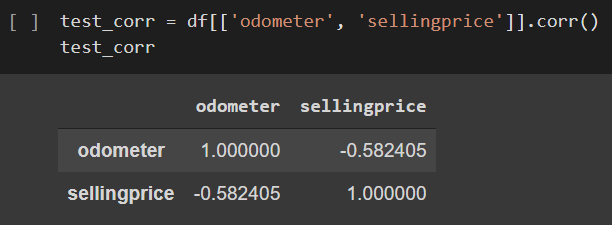 [ ] test_corr = df[['odometer', 'sellingprice']].corr()
test_corr
odometer sellingprice
odometer 1.000000 -0.582405
sellingprice -0.582405 1.000000